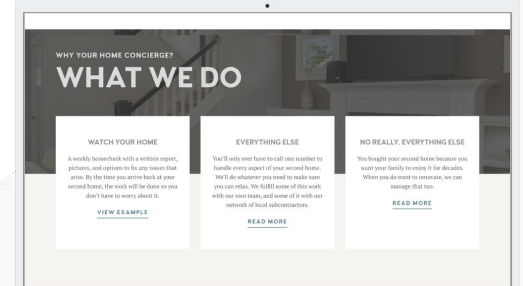 WHY YOUR HOME CONCIERGE?
WHAT WE DO
WATCH YOUR HOME
A weekly homecheck with a written report,
pictures, and options to fix any issues that
arise. By the time you arrive back at your
second home, the work will be done so you
don't have to worry about it.
VIEW EXAMPLE
EVERYTHING ELSE
You'll only ever have to call one number to
handle every aspect of your second home.
We'll do whatever you need to make sure
you can relax. We fulfill some of this work
with our own team, and some of it with our
network of local subcontractors.
READ MORE
NO REALLY, EVERYTHING ELSE
You bought your second home because you
want your family to enjoy it for decades.
When you do want to renovate, we can
manage that too.
READ MORE